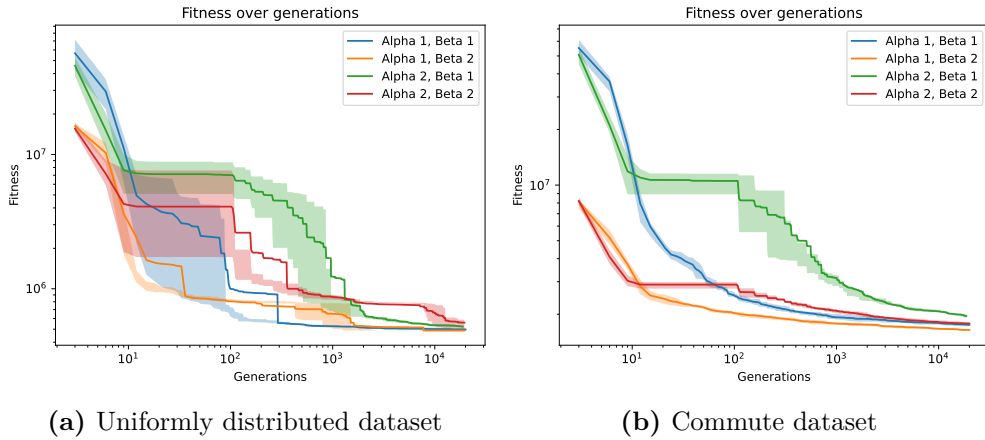 Fitness over generations
Fitness
10^7
10^6
Alpha 1, Beta 1
Alpha 1, Beta 2
Alpha 2, Beta 1
Alpha 2, Beta 2
10^1
10^2
10^3
10^4
Generations
(a) Uniformly distributed dataset
Fitness over generations
Fitness
10^7
Alpha 1, Beta 1
Alpha 1, Beta 2
Alpha 2, Beta 1
Alpha 2, Beta 2
10^1
10^2
10^3
10^4
Generations
(b) Commute dataset